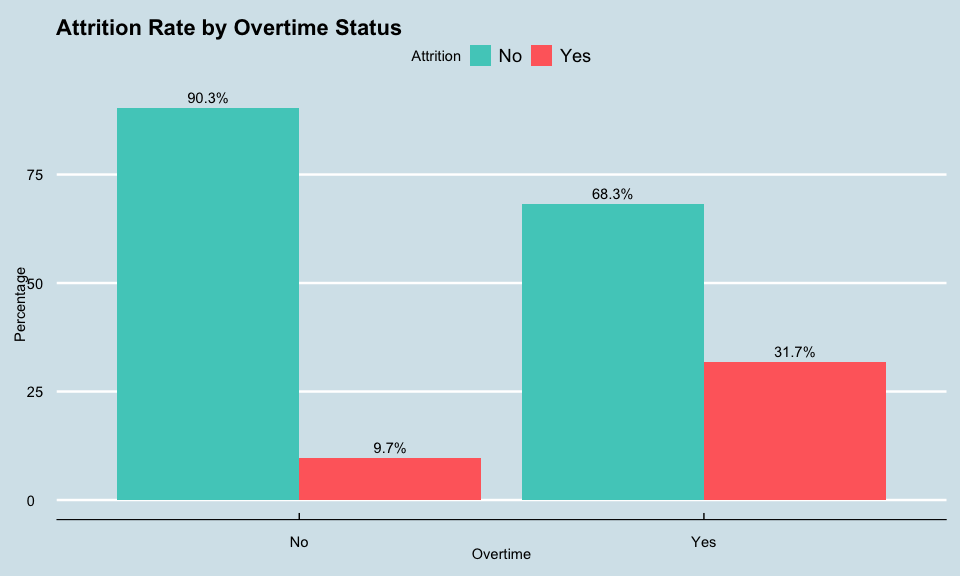 Attrition Rate by Overtime Status
Attrition No Yes
90.3%
75
68.3%
50
Percentage
31.7%
25
9.7%
0
No Yes
Overtime